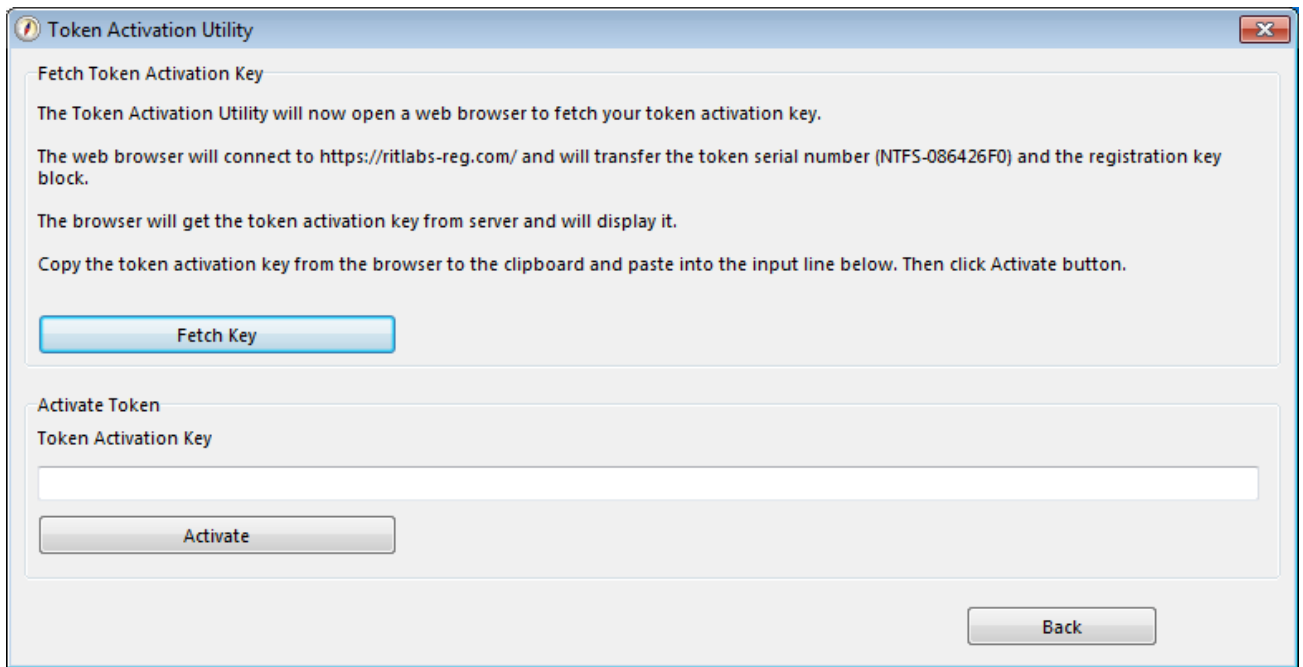 Token Activation Utility
Fetch Token Activation Key
The Token Activation Utility will now open a web browser to fetch your token activation key.
The web browser will connect to https://ritlabs-reg.com/ and will transfer the token serial number (NTFS-086426F0) and the registration key
block.
The browser will get the token activation key from server and will display it.
Copy the token activation key from the browser to the clipboard and paste into the input line below. Then click Activate button.
Fetch Key
Activate Token
Token Activation Key
Activate
Back